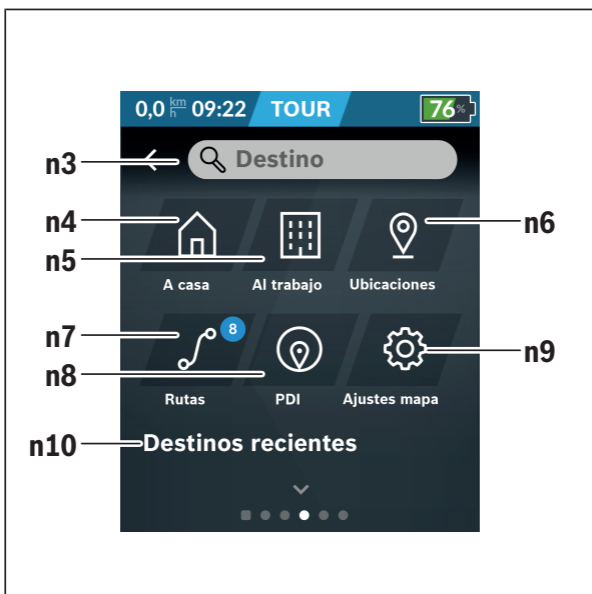 0,0 km/h 09:22 TOUR 76%
n3 Destino
n4 n6
n5
A casa Al trabajo Ubicaciones
n7 8
n8 n9
Rutas PDI Ajustes mapa
n10 Destinos recientes